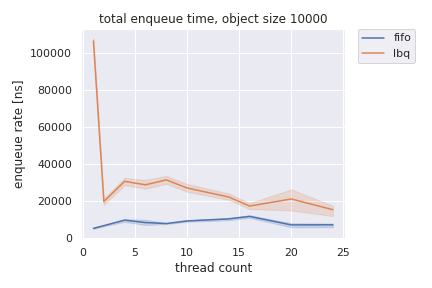 total enqueue time, object size 10000
fifo
lbq
enqueue rate [ns]
100000
80000
60000
40000
20000
0
0 5 10 15 20 25
thread count